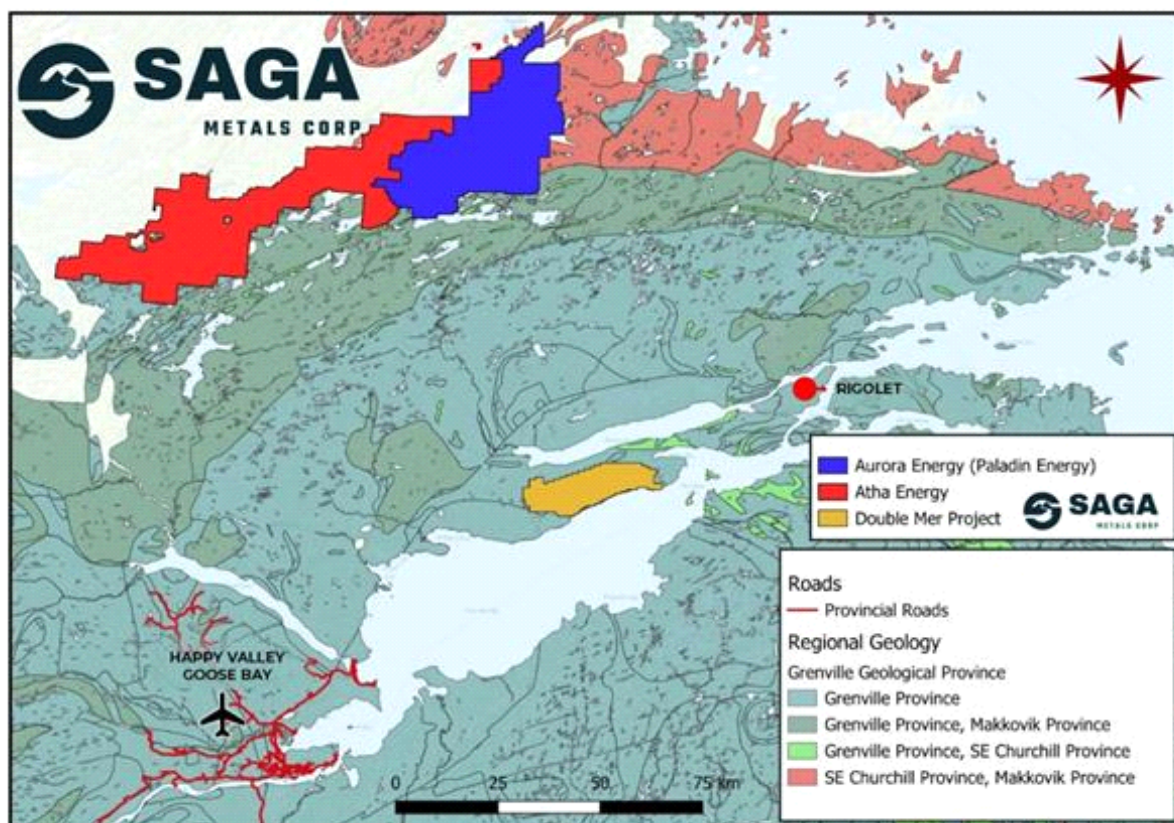 SAGA
METALS CORP
RIGOLET
Aurora Energy (Paladin Energy)
Atha Energy
Double Mer Project
SAGA
METALS CORP
Roads
Provincial Roads
Regional Geology
Grenville Geological Province
Grenville Province
Grenville Province, Makkovik Province
Grenville Province, SE Churchill Province
SE Churchill Province, Makkovik Province
HAPPY VALLEY
GOOSE BAY
0 25 50 75 km